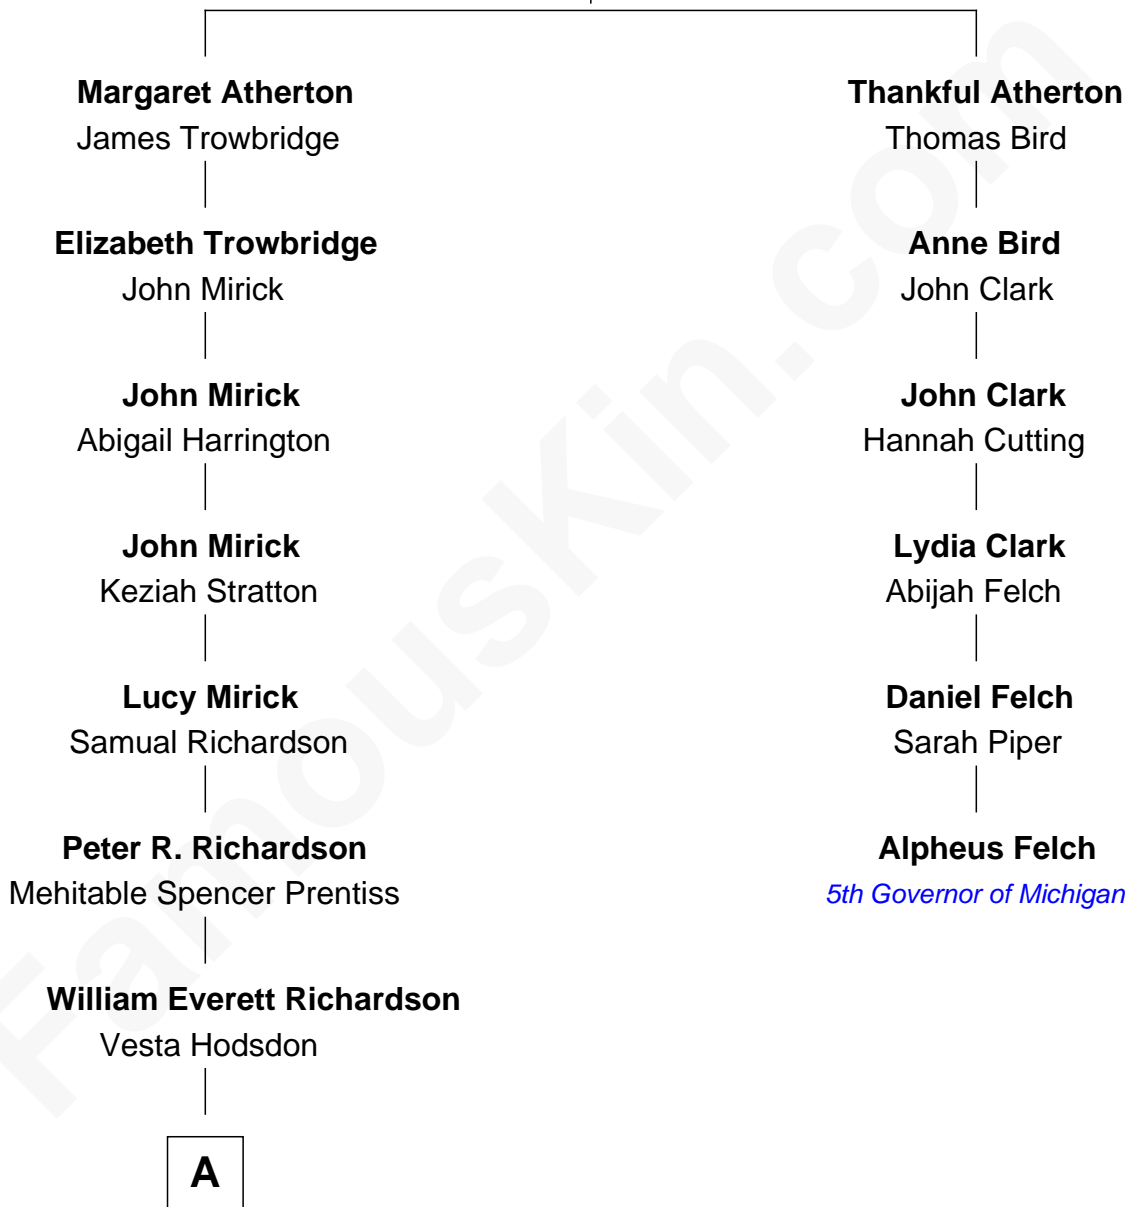 Margaret Atherton
James Trowbridge
Elizabeth Trowbridge
John Mirick
John Mirick
Abigail Harrington
John Mirick
Keziah Stratton
Lucy Mirick
Samual Richardson
Peter R. Richardson
Mehitable Spencer Prentiss
William Everett Richardson
Vesta Hodsdon
A
Thankful Atherton
Thomas Bird
Anne Bird
John Clark
John Clark
Hannah Cutting
Lydia Clark
Abijah Felch
Daniel Felch
Sarah Piper
Alpheus Felch
5th Governor of Michigan
FamousKin.com